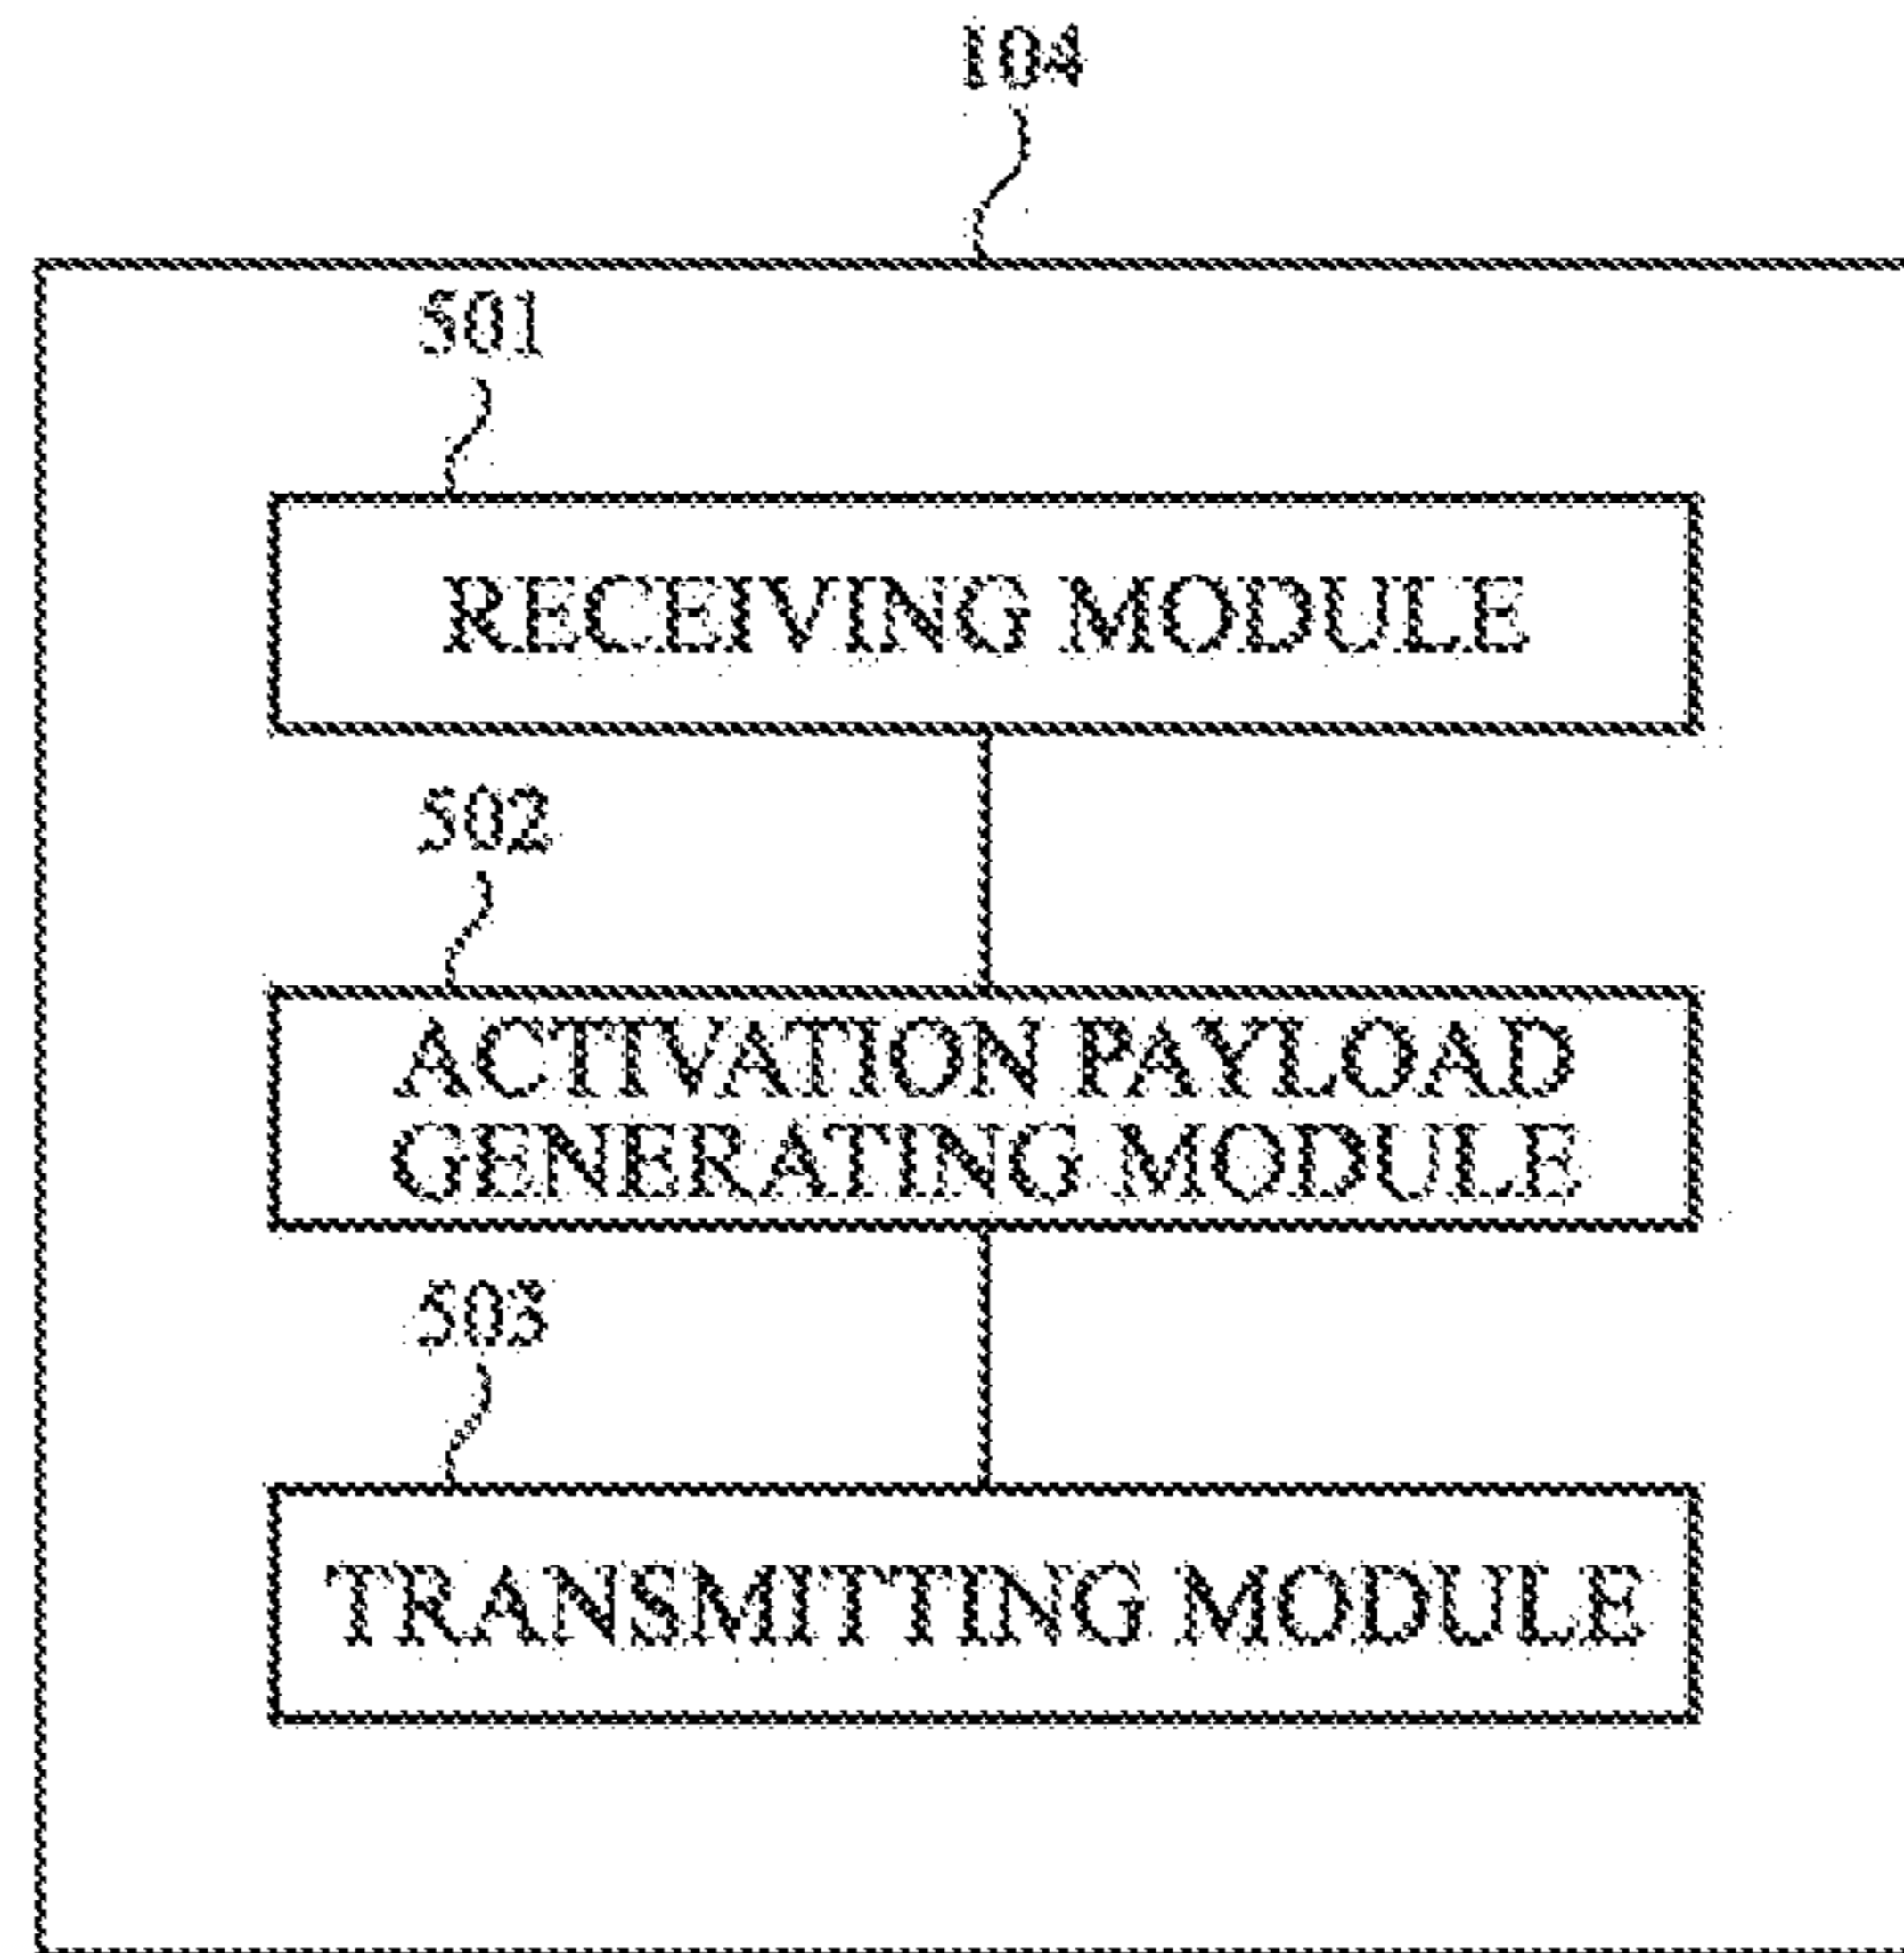 104
501
RECEIVING MODULE
502
ACTIVATION PAYLOAD
GENERATING MODULE
503
TRANSMITTING MODULE